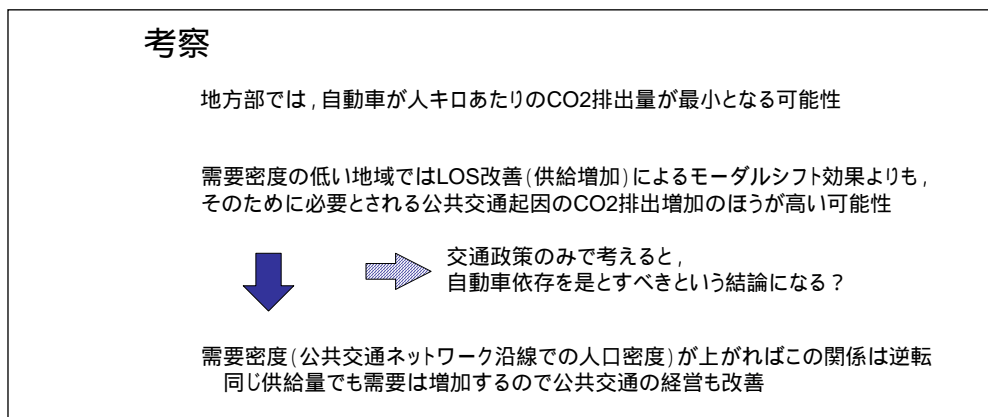 考察
地方部では,自動車が人キロあたりのCO2排出量が最小となる可能性
需要密度の低い地域ではLOS改善(供給増加)によるモーダルシフト効果よりも,
そのために必要とされる公共交通起因のCO2排出増加のほうが高い可能性
交通政策のみで考えると,
自動車依存を是とすべきという結論になる?
需要密度(公共交通ネットワーク沿線での人口密度)が上がればこの関係は逆転
同じ供給量でも需要は増加するので公共交通の経営も改善